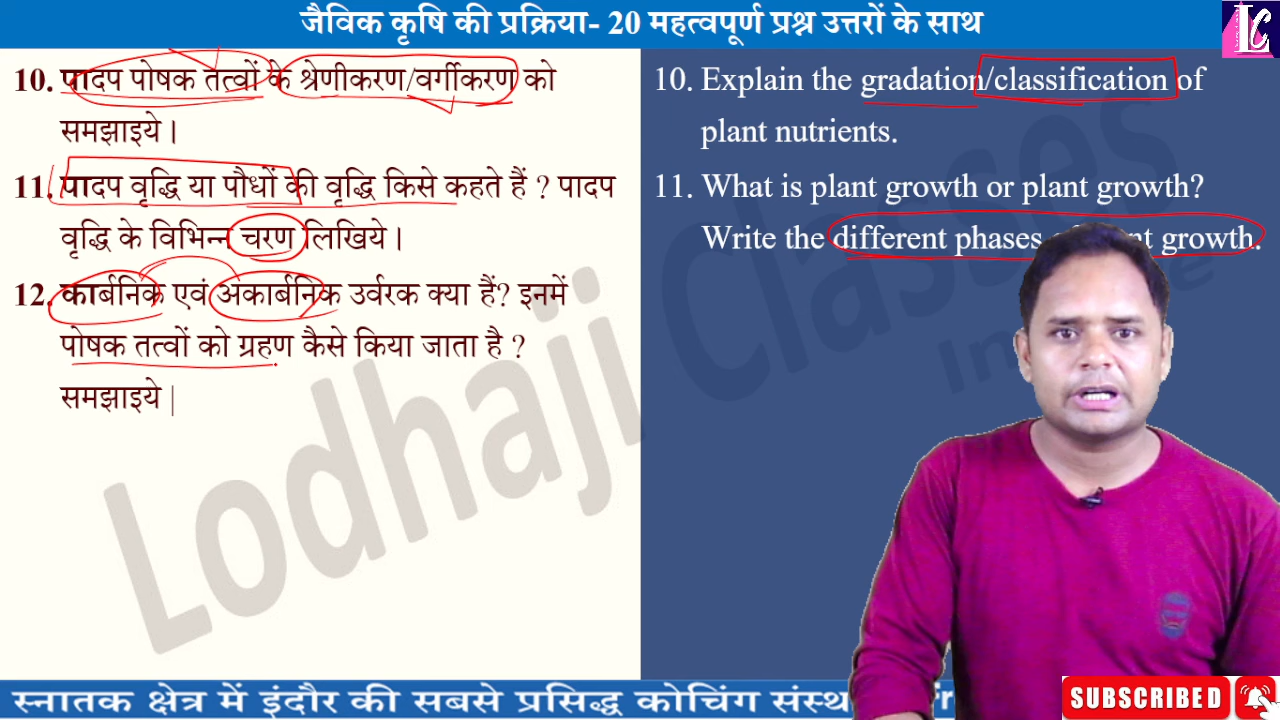 जैविक कृषि की प्रक्रिया- 20 महत्वपूर्ण प्रश्न उत्तरों के साथ
LC
10. पादप पोषक तत्वों के श्रेणीकरण/वर्गीकरण को
समझाइये ।
11. पादप वृद्धि या पौधों की वृद्धि किसे कहते हैं ? पादप
वृद्धि के विभिन्न चरण लिखिये ।
12. कार्बनिक एवं अकार्बनिक उर्वरक क्या हैं? इनमें
पोषक तत्वों को ग्रहण कैसे किया जाता है ?
समझाइये |
10. Explain the gradation/classification of
plant nutrients.
11. What is plant growth or plant growth?
Write the different phases growth.
Lodhaji Classes
स्नातक क्षेत्र में इंदौर की सबसे प्रसिद्ध कोचिंग
SUBSCRIBED